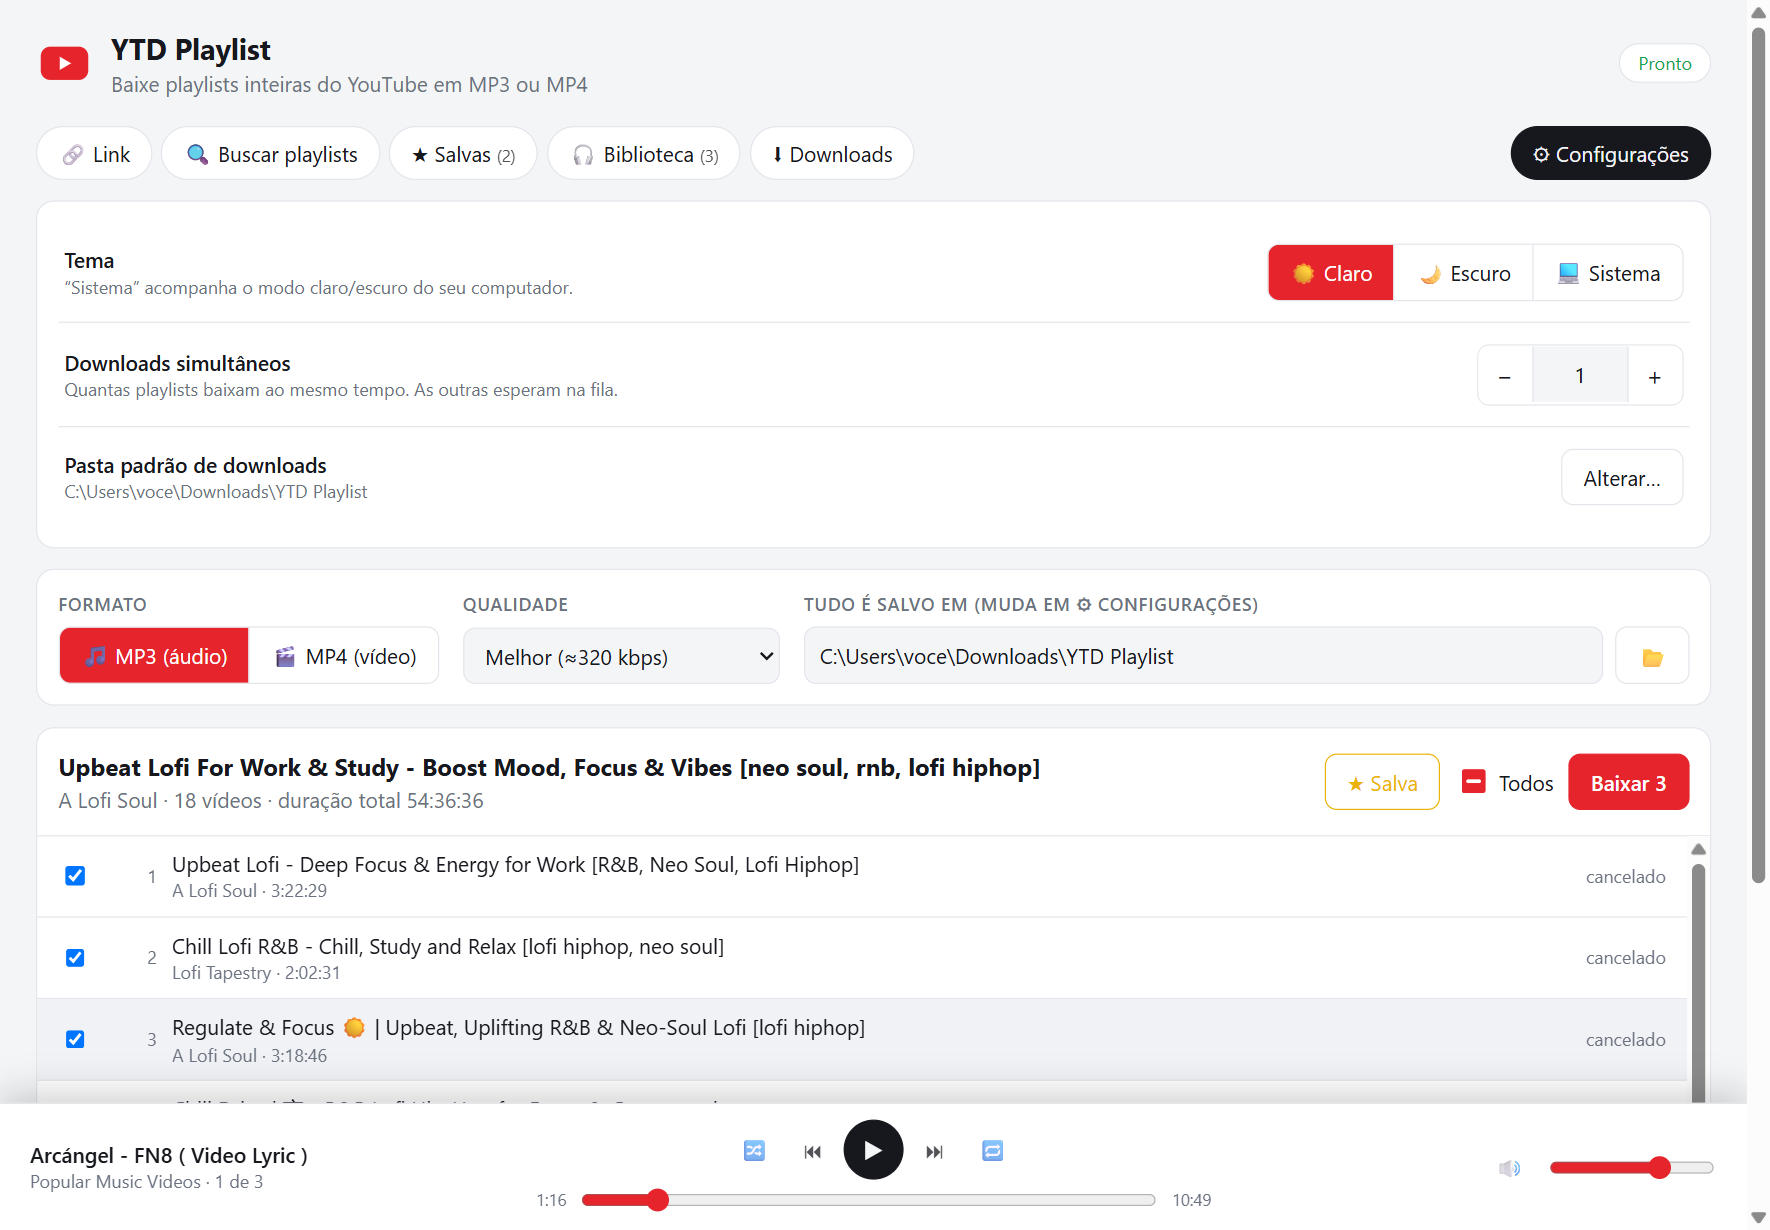 YTD Playlist
Baixe playlists inteiras do YouTube em MP3 ou MP4
Pronto
Link
Buscar playlists
★ Salvas (2)
Biblioteca (3)
⬇ Downloads
⚙ Configurações
Tema
“Sistema” acompanha o modo claro/escuro do seu computador.
Claro
Escuro
Sistema
Downloads simultâneos
Quantas playlists baixam ao mesmo tempo. As outras esperam na fila.
− 1 +
Pasta padrão de downloads
C:\Users\voce\Downloads\YTD Playlist
Alterar...
FORMATO
QUALIDADE
TUDO É SALVO EM (MUDA EM ⚙ CONFIGURAÇÕES)
MP3 (áudio)
MP4 (vídeo)
Melhor (≈320 kbps)
C:\Users\voce\Downloads\YTD Playlist
Upbeat Lofi For Work & Study - Boost Mood, Focus & Vibes [neo soul, rnb, lofi hiphop]
A Lofi Soul · 18 vídeos · duração total 54:36:36
★ Salva
Todos
Baixar 3
1
Upbeat Lofi - Deep Focus & Energy for Work [R&B, Neo Soul, Lofi Hiphop]
A Lofi Soul · 3:22:29
cancelado
2
Chill Lofi R&B - Chill, Study and Relax [lofi hiphop, neo soul]
Lofi Tapestry · 2:02:31
cancelado
3
Regulate & Focus 🌞 | Upbeat, Uplifting R&B & Neo-Soul Lofi [lofi hiphop]
A Lofi Soul · 3:18:46
cancelado
Arcángel - FN8 ( Video Lyric )
Popular Music Videos · 1 de 3
1:16
10:49